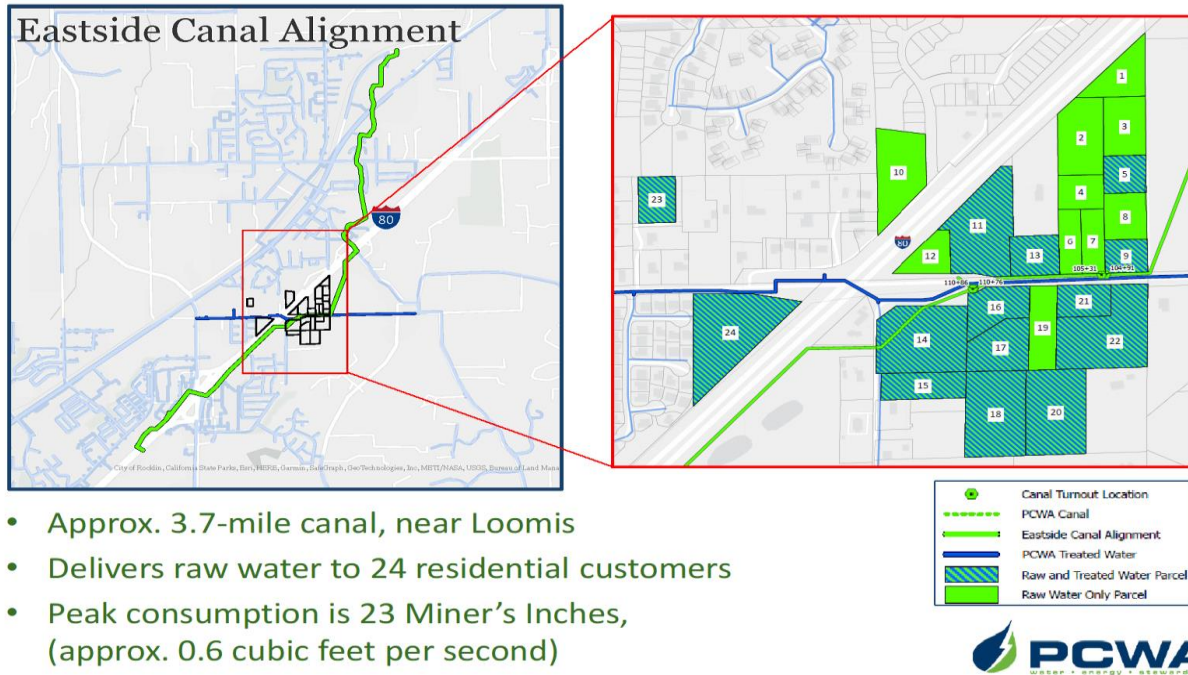 Eastside Canal Alignment
80
City of Rocklin, California State Parks, Esri, HERE, Garmin, SafeGraph, GeoTechnologies, Inc, METI/NASA, USGS, Bureau of Land Mana
1
2
3
10
5
23
4
8
11
6
7
80
12
13
9
105+31
104+91
110+86
110+76
16
21
24
14
19
17
22
15
18
20
• Approx. 3.7-mile canal, near Loomis
• Delivers raw water to 24 residential customers
• Peak consumption is 23 Miner's Inches,
(approx. 0.6 cubic feet per second)
Canal Turnout Location
PCWA Canal
Eastside Canal Alignment
PCWA Treated Water
Raw and Treated Water Parcel
Raw Water Only Parcel
PCWA
water • energy • steward